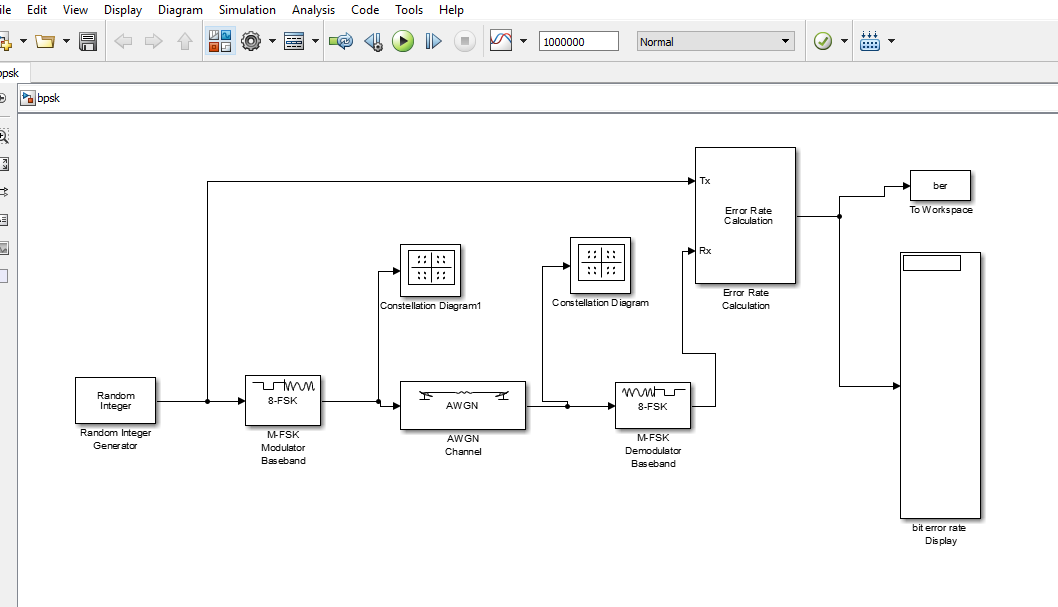 ile Edit View Display Diagram Simulation Analysis Code Tools Help
1000000 Normal
bpsk
bpsk
Tx
Error Rate
Calculation
Rx
Error Rate
Calculation
ber
To Workspace
Constellation Diagram1
Constellation Diagram
Random
Integer
Random Integer
Generator
8-FSK
M-FSK
Modulator
Baseband
AWGN
AWGN
Channel
8-FSK
M-FSK
Demodulator
Baseband
bit error rate
Display